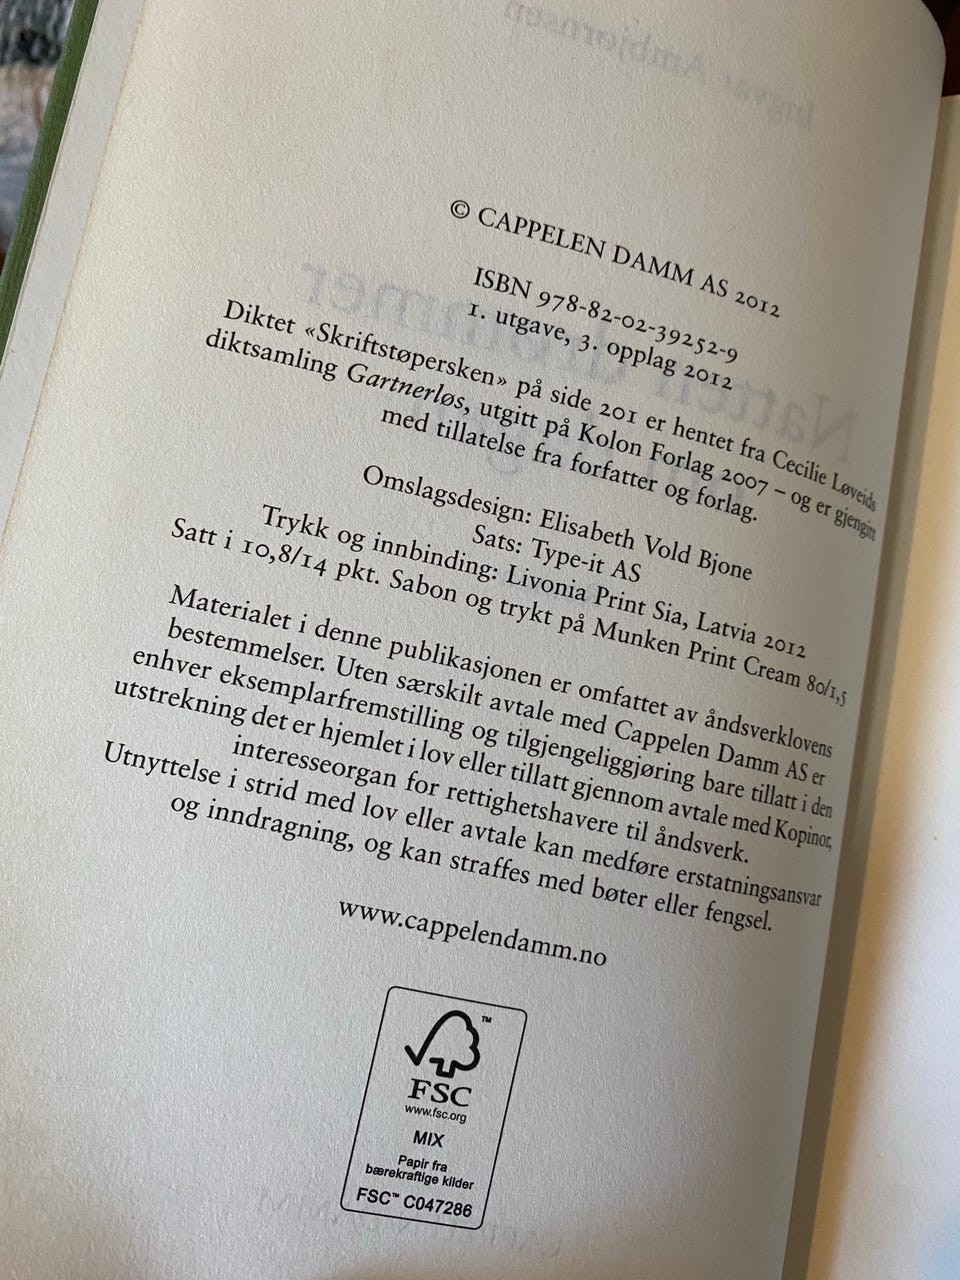 © CAPPELEN DAMM AS 2012
ISBN 978-82-02-39252-9
1. utgave, 3. opplag 2012
Diktet «Skriftstøpersken» på side 201 er hentet fra Cecilie Løveids
diktsamling Gartnerløs, utgitt på Kolon Forlag 2007 – og er gjengitt
med tillatelse fra forfatter og forlag.
Omslagsdesign: Elisabeth Vold Bjone
Sats: Type-it AS
Trykk og innbinding: Livonia Print Sia, Latvia 2012
Satt i 10,8/14 pkt. Sabon og trykt på Munken Print Cream 80/1,5
Materialet i denne publikasjonen er omfattet av åndsverklovens
bestemmelser. Uten særskilt avtale med Cappelen Damm AS er
enhver eksemplarfremstilling og tilgjengeliggjøring bare tillatt i den
utstrekning det er hjemlet i lov eller tillatt gjennom avtale med Kopinor,
interesseorgan for rettighetshavere til åndsverk.
Utnyttelse i strid med lov eller avtale kan medføre erstatningsansvar
og inndragning, og kan straffes med bøter eller fengsel.
www.cappelendamm.no
™
FSC
www.fsc.org
MIX
Papir fra
bærekraftige kilder
FSC™ C047286